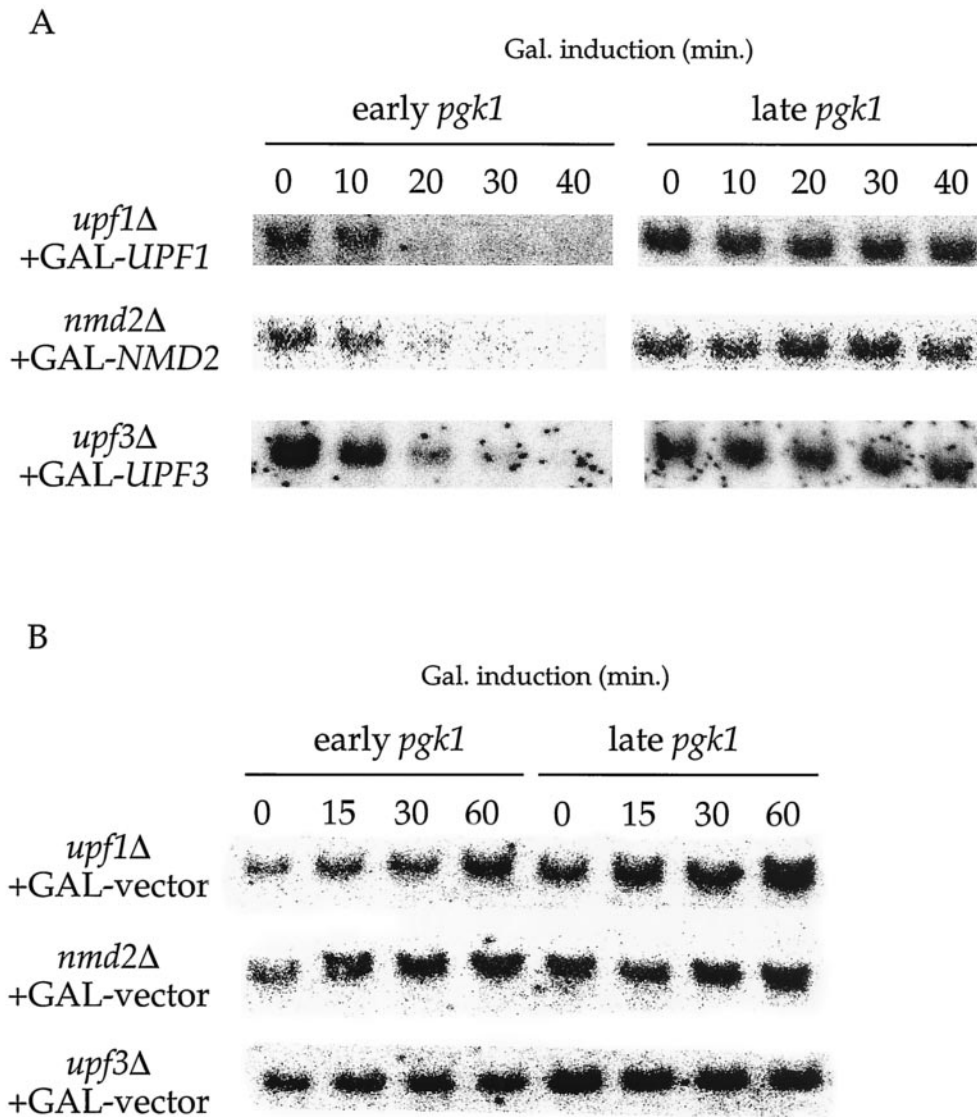 A
Gal. induction (min.)
early pgk1 late pgk1
0 10 20 30 40 0 10 20 30 40
upf1Δ
+GAL-UPF1
nmd2Δ
+GAL-NMD2
upf3Δ
+GAL-UPF3
B
Gal. induction (min.)
early pgk1 late pgk1
0 15 30 60 0 15 30 60
upf1Δ
+GAL-vector
nmd2Δ
+GAL-vector
upf3Δ
+GAL-vector